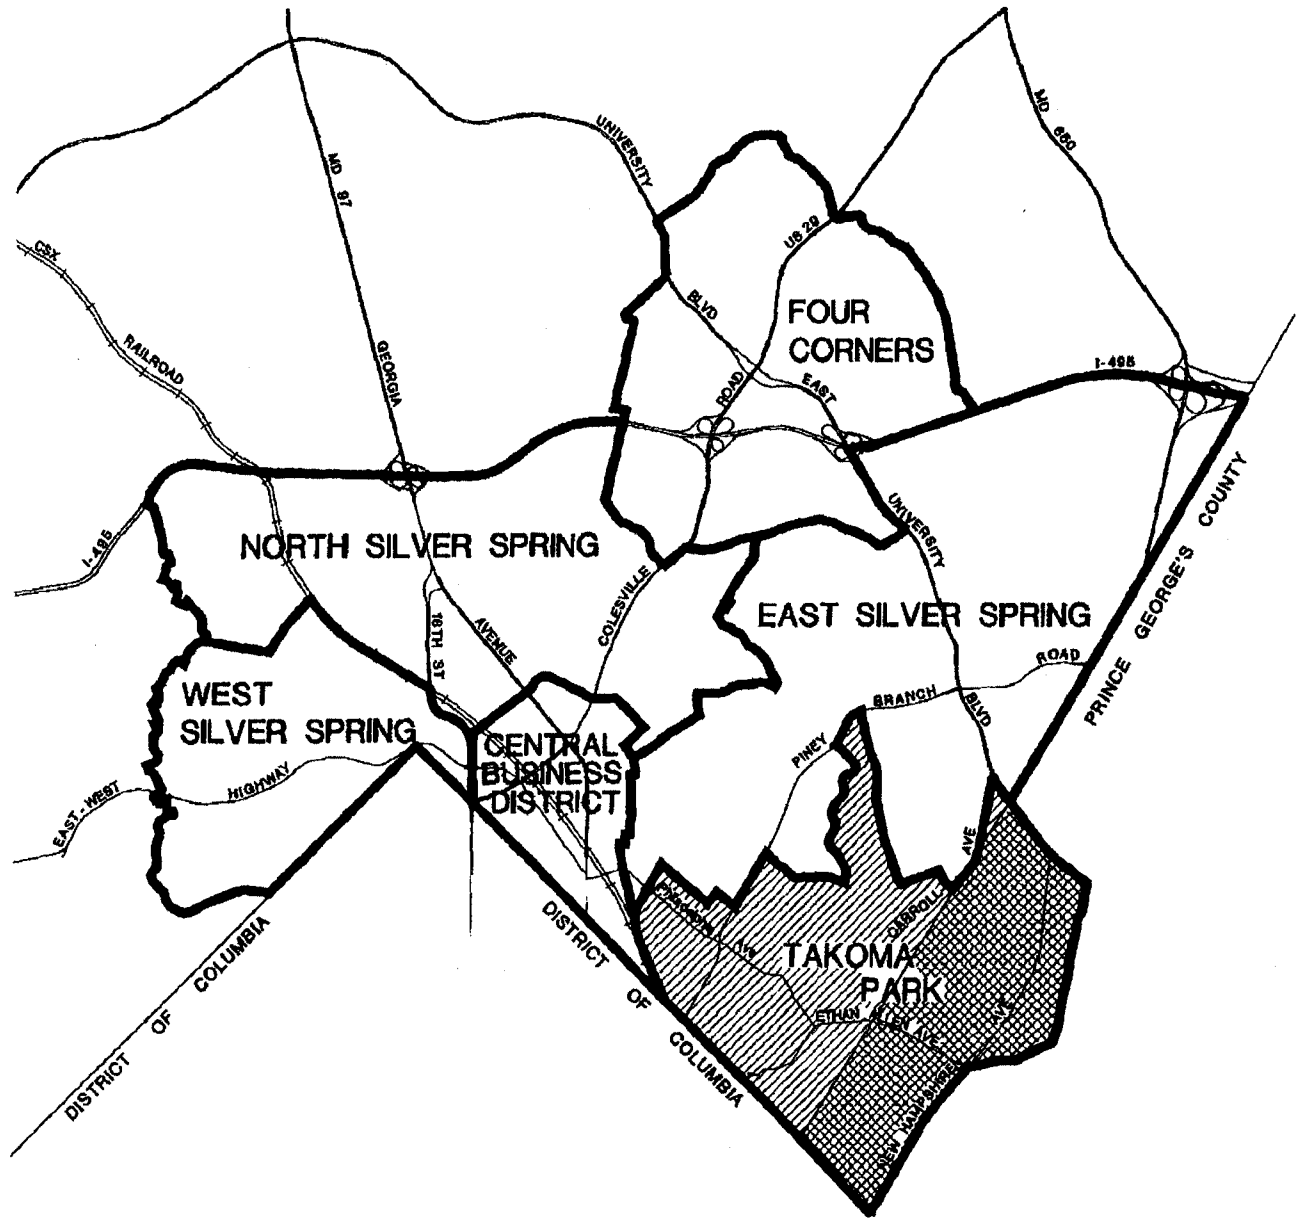 UNIVERSITY
MD 97
MD 650
CSX
RAILROAD
GEORGIA
US 29
BLVD
FOUR
CORNERS
ROAD
EAST
I-495
I-495
NORTH SILVER SPRING
UNIVERSITY
PRINCE GEORGE'S COUNTY
COLESVILLE
16TH ST
AVENUE
EAST SILVER SPRING
ROAD
BRANCH
BLVD
PINEY
WEST
SILVER SPRING
CENTRAL
BUSINESS
DISTRICT
EAST-WEST
HIGHWAY
AVE
CARROLL
AVE
TAKOMA
PARK
ETHAN ALLEN AVE
AVE
NEW HAMPSHIRE
DISTRICT OF COLUMBIA
DISTRICT OF COLUMBIA